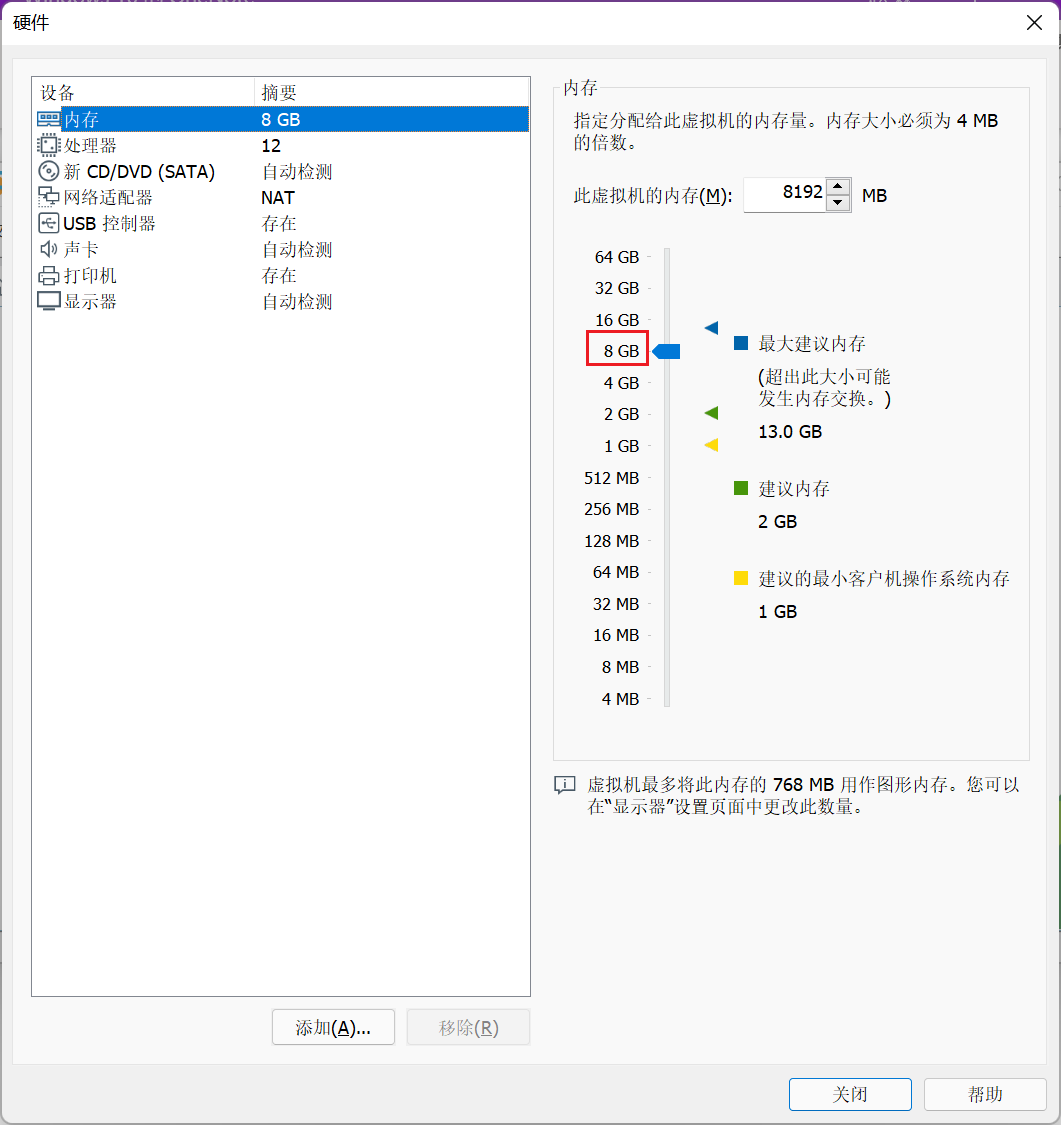 硬件
设备 摘要
内存 8 GB
处理器 12
新 CD/DVD (SATA) 自动检测
网络适配器 NAT
USB 控制器 存在
声卡 自动检测
打印机 存在
显示器 自动检测
添加(A)...
移除(R)
内存
指定分配给此虚拟机的内存量。内存大小必须为 4 MB
的倍数。
此虚拟机的内存(M): 8192 MB
64 GB
32 GB
16 GB
8 GB
4 GB
2 GB
1 GB
512 MB
256 MB
128 MB
64 MB
32 MB
16 MB
8 MB
4 MB
最大建议内存
(超出此大小可能
发生内存交换。)
13.0 GB
建议内存
2 GB
建议的最小客户机操作系统内存
1 GB
虚拟机最多将此内存的 768 MB 用作图形内存。您可以
在“显示器”设置页面中更改此数量。
关闭
帮助